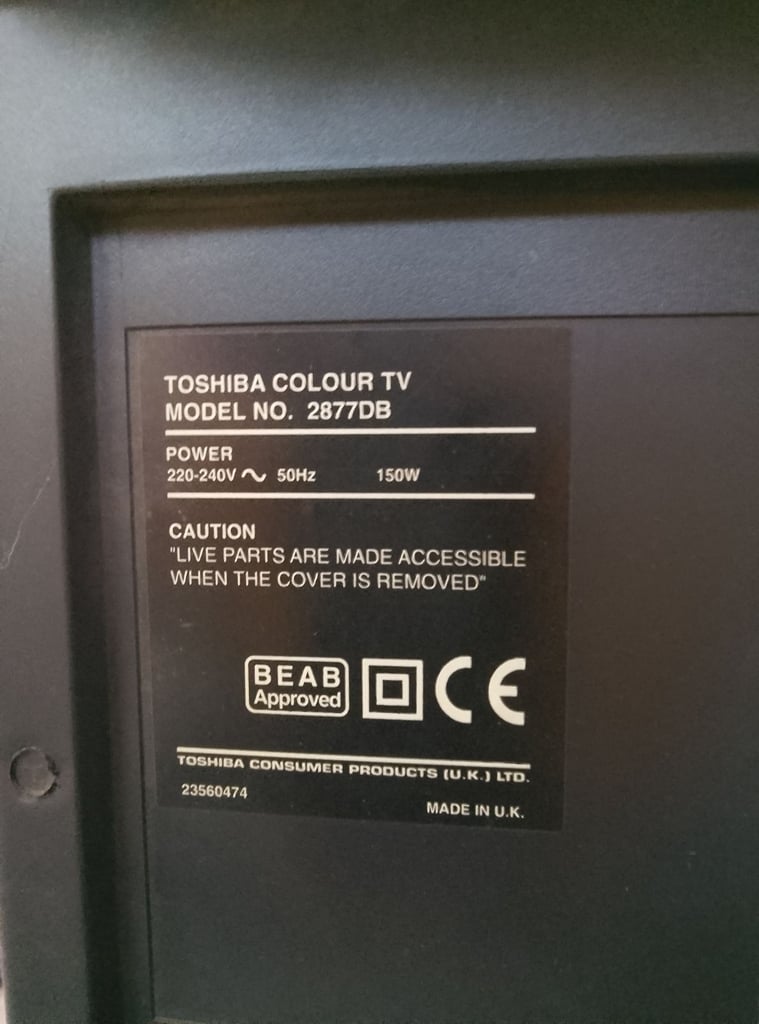 TOSHIBA COLOUR TV
MODEL NO. 2877DB
POWER
220-240V ∿ 50Hz 150W
CAUTION
"LIVE PARTS ARE MADE ACCESSIBLE
WHEN THE COVER IS REMOVED"
BEAB
Approved
CE
TOSHIBA CONSUMER PRODUCTS (U.K.) LTD.
23560474
MADE IN U.K.